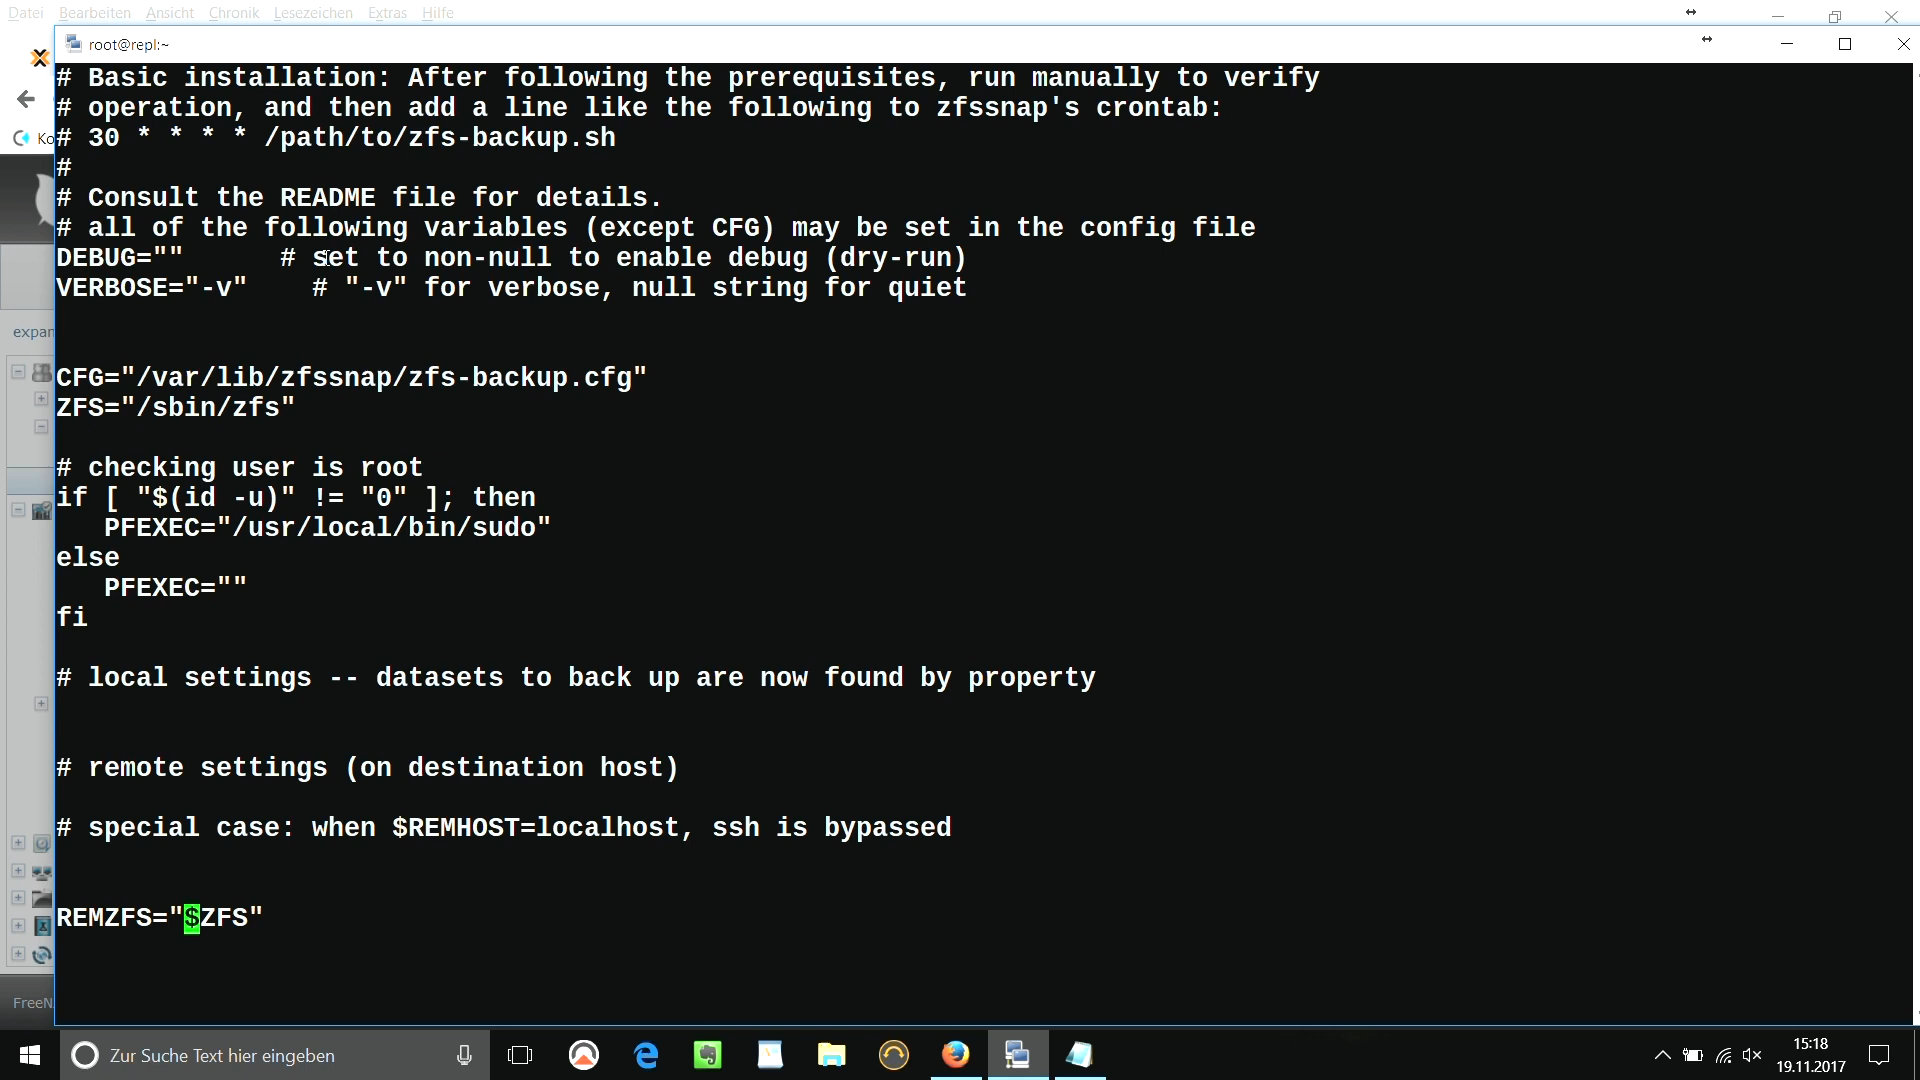 Datei Bearbeiten Ansicht Chronik Lesezeichen Extras Hilfe
root@repl:~
Ko
expan
FreeN
# Basic installation: After following the prerequisites, run manually to verify
# operation, and then add a line like the following to zfssnap's crontab:
# 30 * * * * /path/to/zfs-backup.sh
#
# Consult the README file for details.
# all of the following variables (except CFG) may be set in the config file
DEBUG=""      # set to non-null to enable debug (dry-run)
VERBOSE="-v"    # "-v" for verbose, null string for quiet
CFG="/var/lib/zfssnap/zfs-backup.cfg"
ZFS="/sbin/zfs"
# checking user is root
if [ "$(id -u)" != "0" ]; then
   PFEXEC="/usr/local/bin/sudo"
else
   PFEXEC=""
fi
# local settings -- datasets to back up are now found by property
# remote settings (on destination host)
# special case: when $REMHOST=localhost, ssh is bypassed
REMZFS="$ZFS"
Zur Suche Text hier eingeben
15:18
19.11.2017